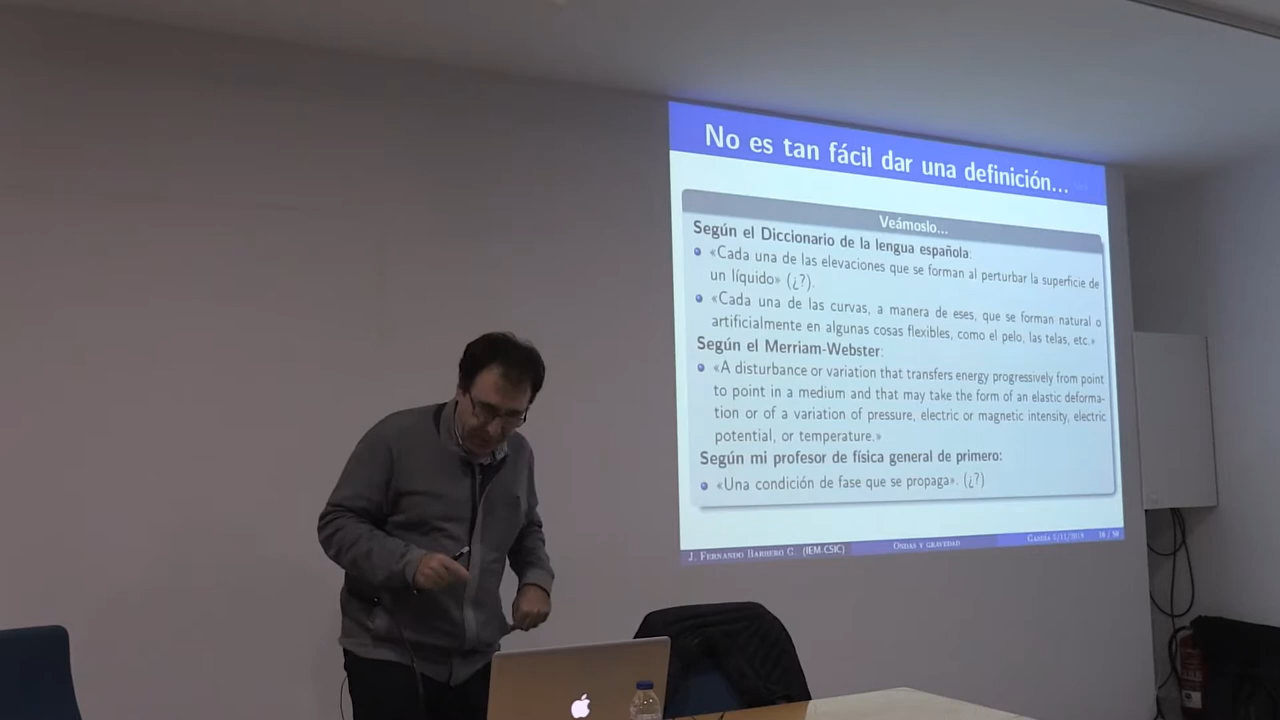 No es tan fácil dar una definición...
Veámoslo...
Según el Diccionario de la lengua española:
«Cada una de las elevaciones que se forman al perturbar la superficie de
un líquido» (¿?).
«Cada una de las curvas, a manera de eses, que se forman natural o
artificialmente en algunas cosas flexibles, como el pelo, las telas, etc.»
Según el Merriam-Webster:
«A disturbance or variation that transfers energy progressively from point
to point in a medium and that may take the form of an elastic deforma-
tion or of a variation of pressure, electric or magnetic intensity, electric
potential, or temperature.»
Según mi profesor de física general de primero:
«Una condición de fase que se propaga». (¿?)
J. Fernando Barbero G. (IEM-CSIC)
Ondas y gravedad